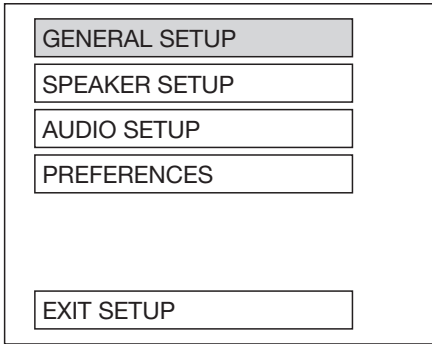 GENERAL SETUP
SPEAKER SETUP
AUDIO SETUP
PREFERENCES
EXIT SETUP